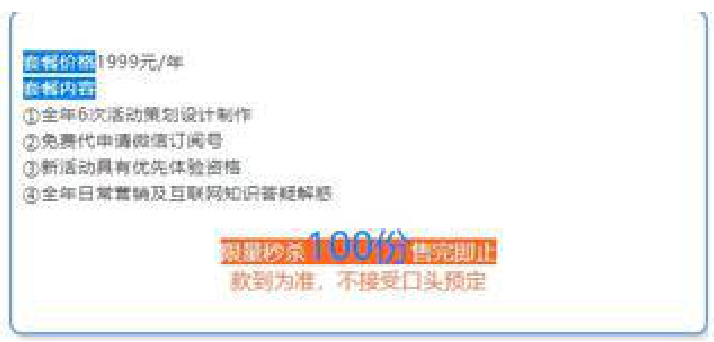 套餐价格1999元/年
套餐内容
①全年6次活动策划设计制作
②免费代申请微信订阅号
③新活动具有优先体验资格
④全年日常营销及互联网知识答疑解惑
限量秒杀100份售完即止
款到为准，不接受口头预定